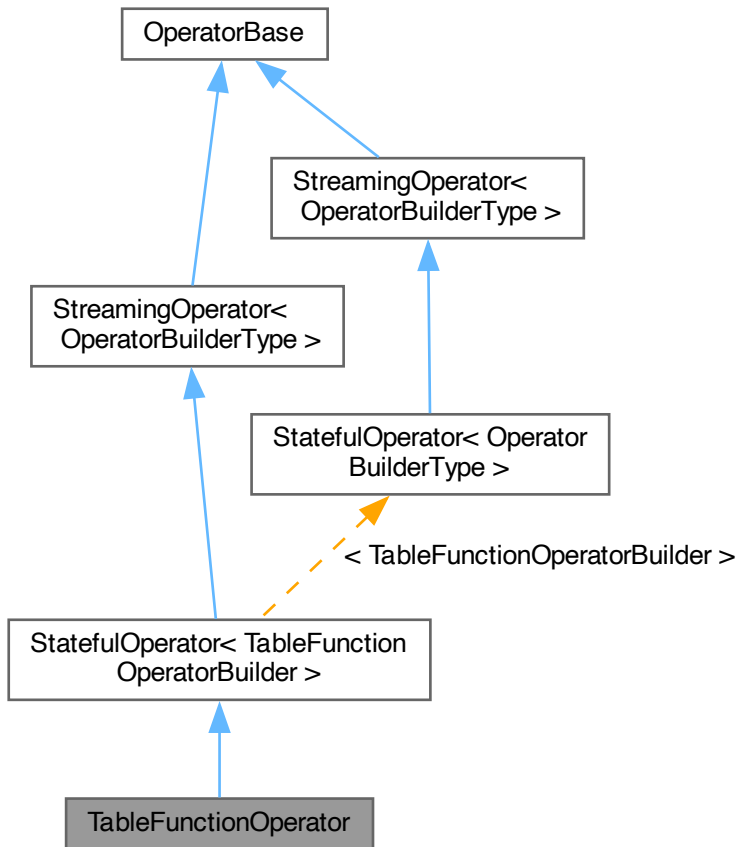 OperatorBase
StreamingOperator<
OperatorBuilderType >
StreamingOperator<
OperatorBuilderType >
StatefulOperator< Operator
BuilderType >
< TableFunctionOperatorBuilder >
StatefulOperator< TableFunction
OperatorBuilder >
TableFunctionOperator